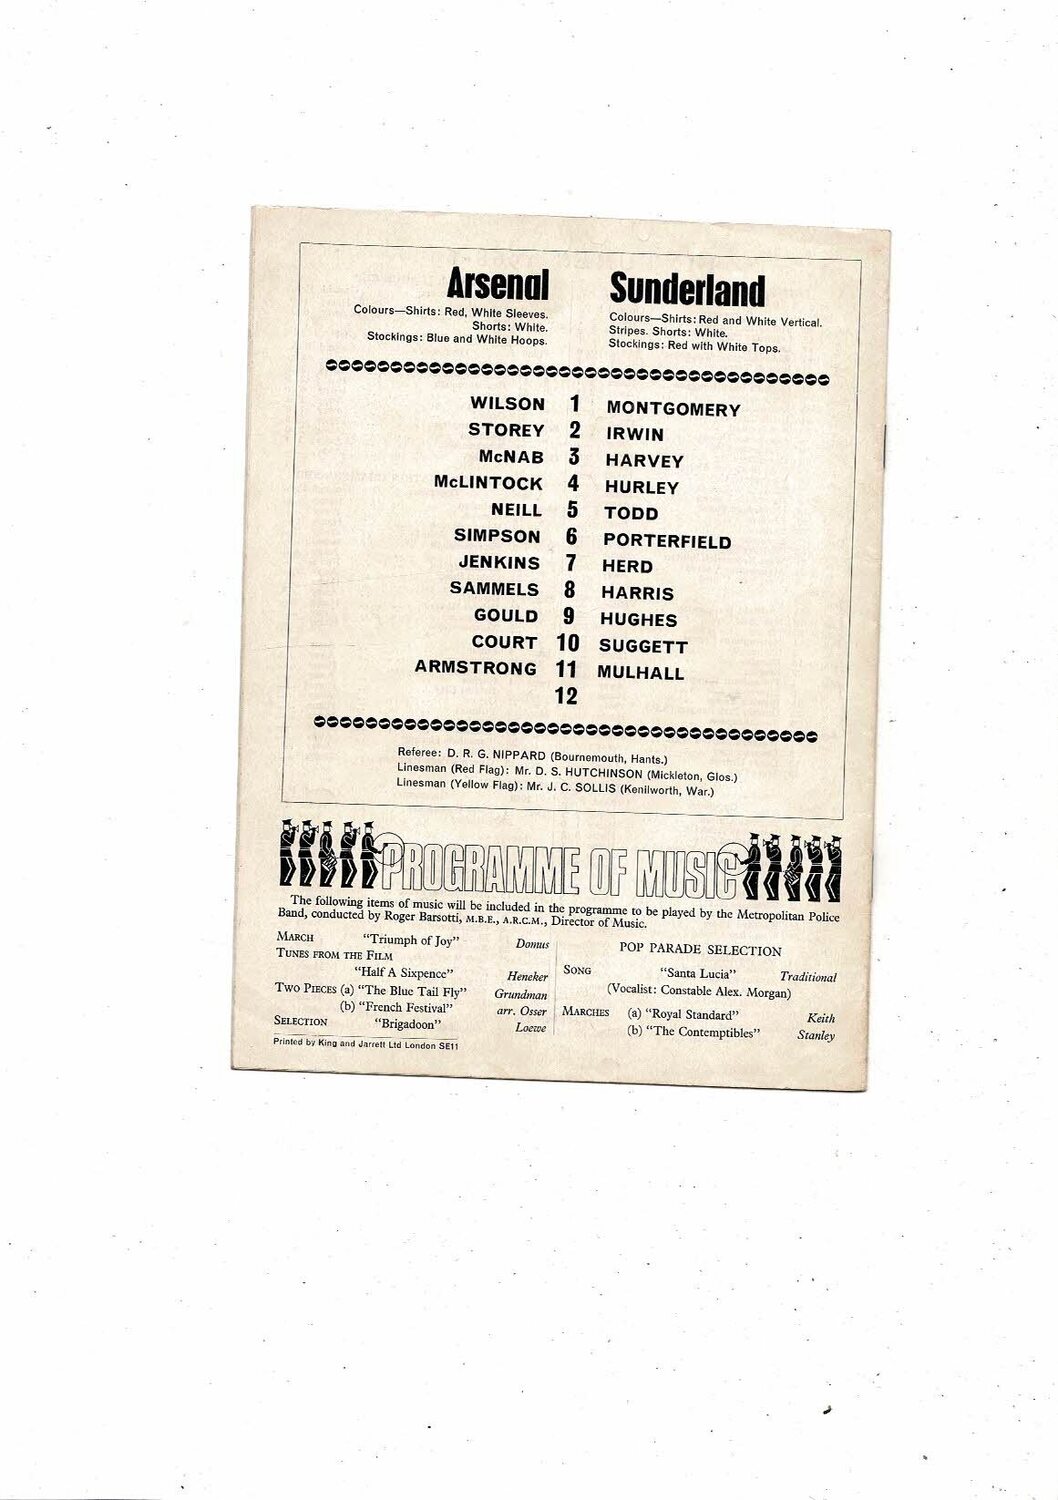 Arsenal
Colours—Shirts: Red, White Sleeves.
Shorts: White.
Stockings: Blue and White Hoops.
Sunderland
Colours—Shirts: Red and White Vertical.
Stripes. Shorts: White.
Stockings: Red with White Tops.
WILSON 1 MONTGOMERY
STOREY 2 IRWIN
McNAB 3 HARVEY
McLINTOCK 4 HURLEY
NEILL 5 TODD
SIMPSON 6 PORTERFIELD
JENKINS 7 HERD
SAMMELS 8 HARRIS
GOULD 9 HUGHES
COURT 10 SUGGETT
ARMSTRONG 11 MULHALL
12
Referee: D. R. G. NIPPARD (Bournemouth, Hants.)
Linesman (Red Flag): Mr. D. S. HUTCHINSON (Mickleton, Glos.)
Linesman (Yellow Flag): Mr. J. C. SOLLIS (Kenilworth, War.)
PROGRAMME OF MUSIC
The following items of music will be included in the programme to be played by the Metropolitan Police
Band, conducted by Roger Barsotti, M.B.E., A.R.C.M., Director of Music.
MARCH "Triumph of Joy" Domus
TUNES FROM THE FILM
"Half A Sixpence" Heneker
TWO PIECES (a) "The Blue Tail Fly" Grundman
(b) "French Festival" arr. Osser
SELECTION "Brigadoon" Loewe
POP PARADE SELECTION
SONG "Santa Lucia" Traditional
(Vocalist: Constable Alex. Morgan)
MARCHES (a) "Royal Standard" Keith
(b) "The Contemptibles" Stanley
Printed by King and Jarrett Ltd London SE11